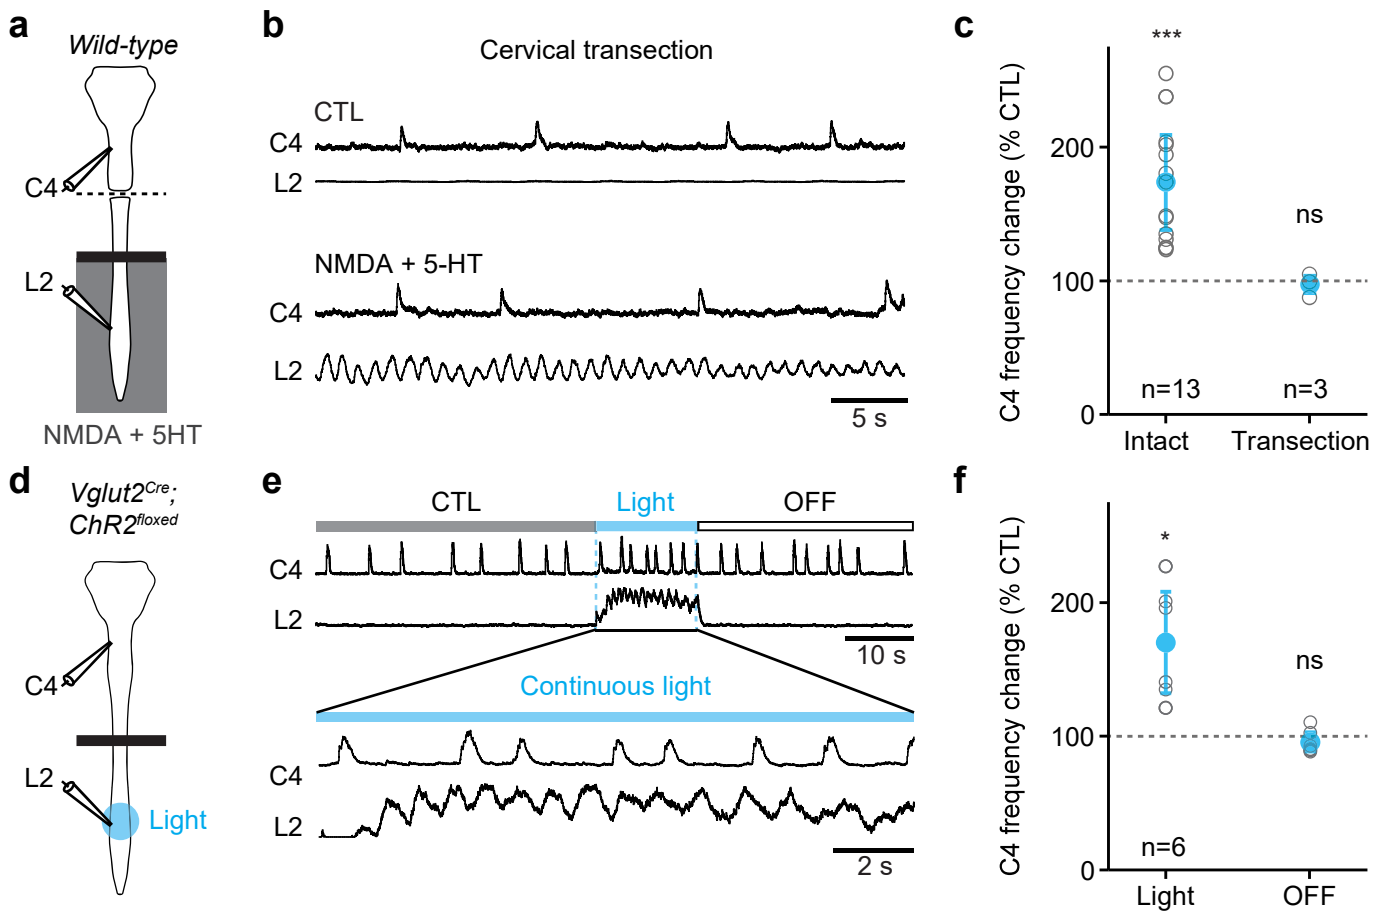 a
Wild-type
C4
L2
NMDA + 5HT
b
Cervical transection
CTL
C4
L2
NMDA + 5-HT
C4
L2
5 s
c
C4 frequency change (% CTL)
***
200
ns
100
0
n=13
n=3
Intact
Transection
d
Vglut2Cre;
ChR2floxed
C4
L2
Light
e
CTL
Light
OFF
C4
L2
10 s
Continuous light
C4
L2
2 s
f
C4 frequency change (% CTL)
*
200
ns
100
n=6
0
Light
OFF